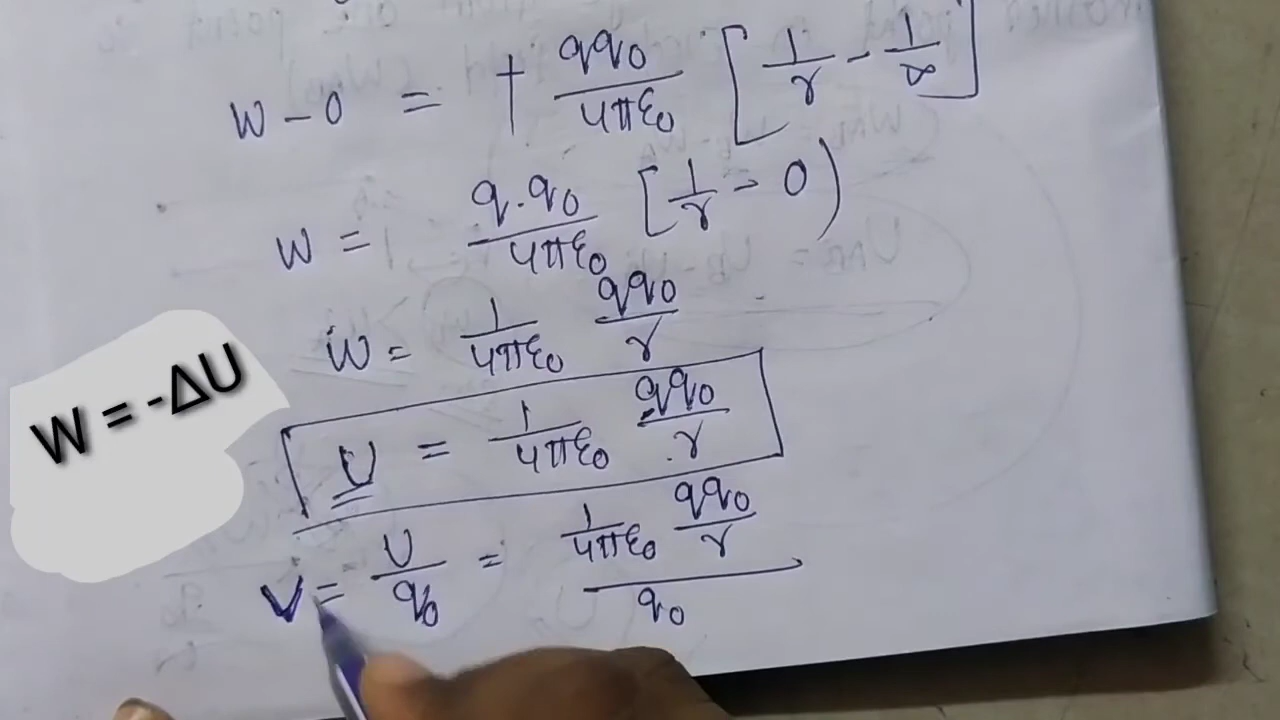 W - 0 = + qq₀/4πε₀ [1/r - 1/∞]
W = q.q₀/4πε₀ [1/r - 0)
W = 1/4πε₀ qq₀/r
W = -ΔU
U = 1/4πε₀ qq₀/r
V = U/q₀ = 1/4πε₀ qq₀/r / q₀